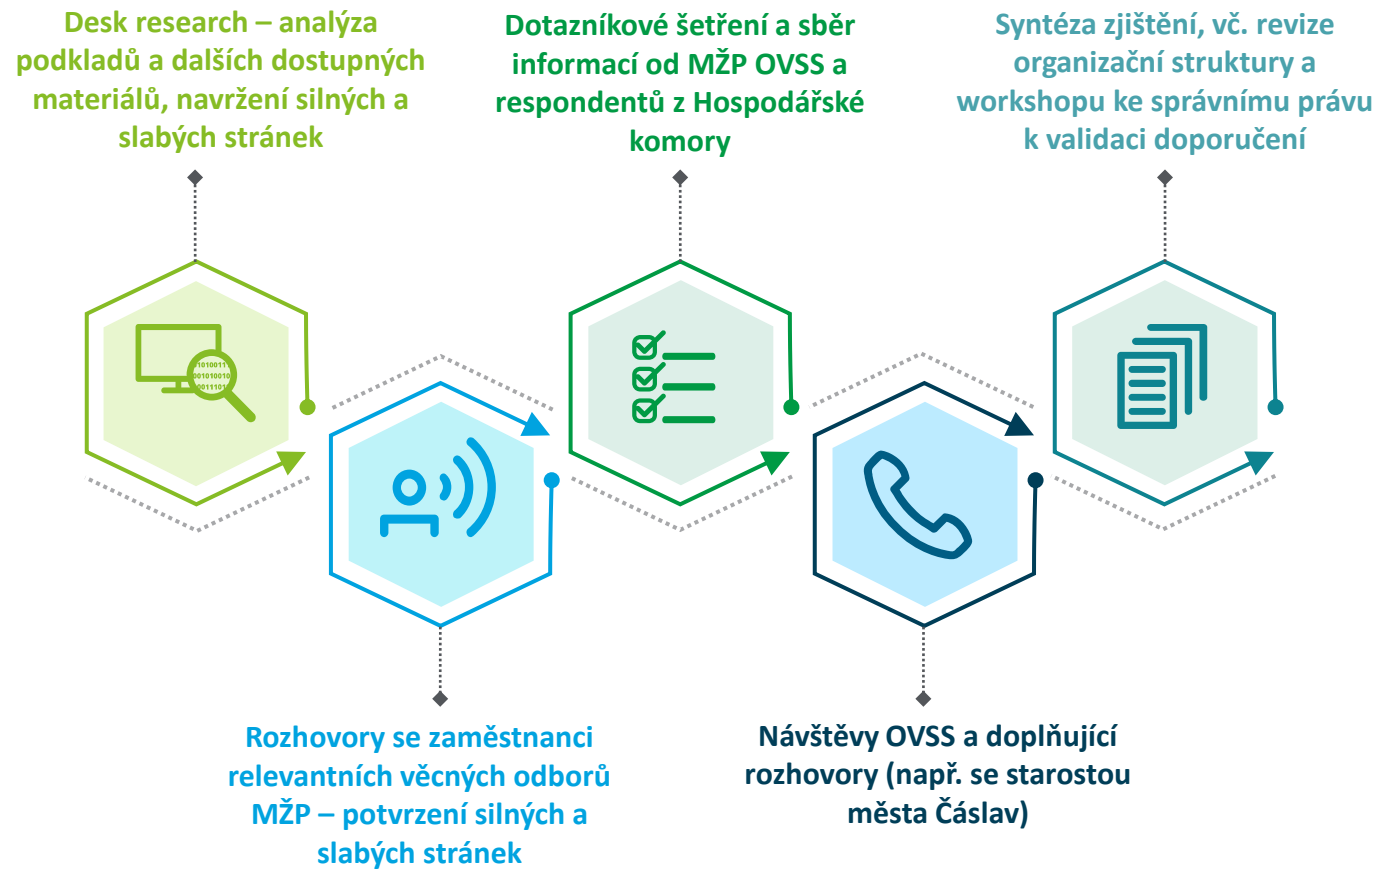 Desk research – analýza
podkladů a dalších dostupných
materiálů, navržení silných a
slabých stránek
Dotazníkové šetření a sběr
informací od MŽP OVSS a
respondentů z Hospodářské
komory
Syntéza zjištění, vč. revize
organizační struktury a
workshopu ke správnímu právu
k validaci doporučení
Rozhovory se zaměstnanci
relevantních věcných odborů
MŽP – potvrzení silných a
slabých stránek
Návštěvy OVSS a doplňující
rozhovory (např. se starostou
města Čáslav)